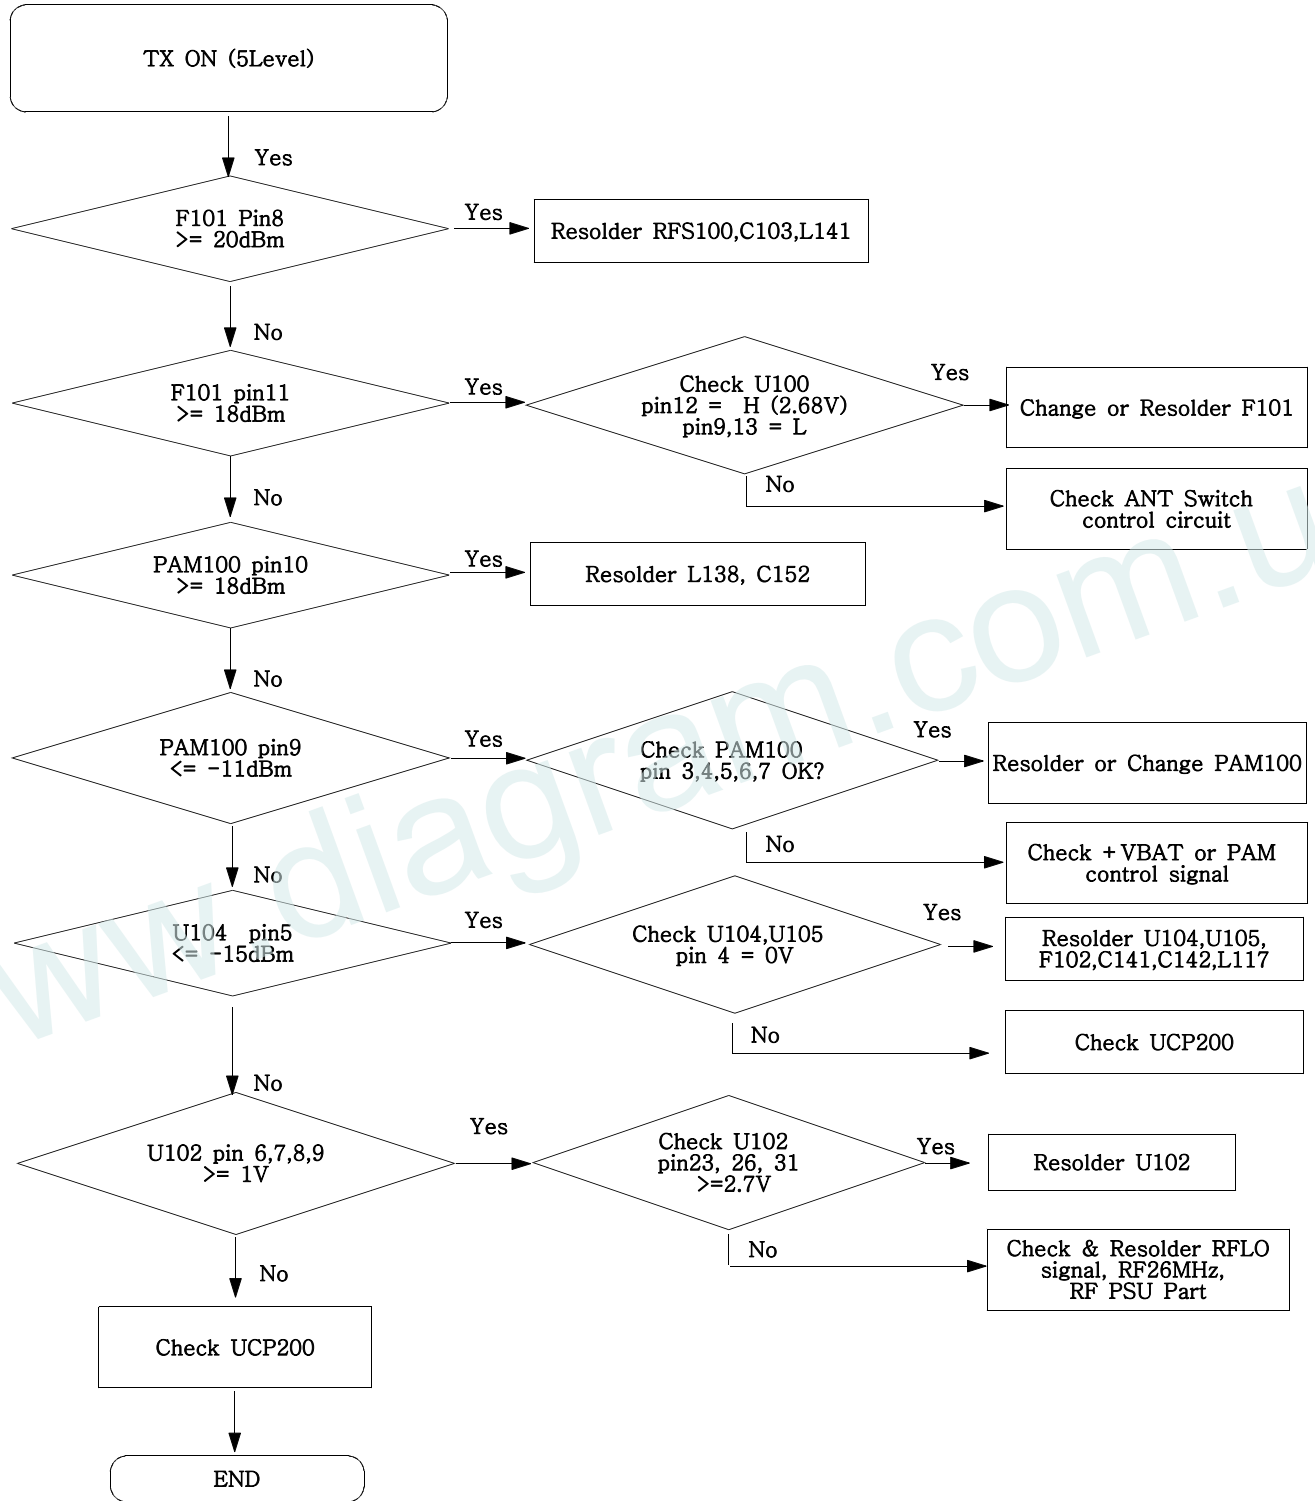 TX ON (5Level)
Yes
F101 Pin8
>= 20dBm
Yes
Resolder RFS100,C103,L141
No
F101 pin11
>= 18dBm
Yes
Check U100
pin12 = H (2.68V)
pin9,13 = L
Yes
Change or Resolder F101
No
Check ANT Switch
control circuit
No
PAM100 pin10
>= 18dBm
Yes
Resolder L138, C152
No
PAM100 pin9
<= -11dBm
Yes
Check PAM100
pin 3,4,5,6,7 OK?
Yes
Resolder or Change PAM100
No
Check +VBAT or PAM
control signal
No
U104 pin5
<= -15dBm
Yes
Check U104,U105
pin 4 = 0V
Yes
Resolder U104,U105,
F102,C141,C142,L117
No
Check UCP200
No
U102 pin 6,7,8,9
>= 1V
Yes
Check U102
pin23, 26, 31
>=2.7V
Yes
Resolder U102
No
Check & Resolder RFLO
signal, RF26MHz,
RF PSU Part
No
Check UCP200
END
ww.diagram.com.u